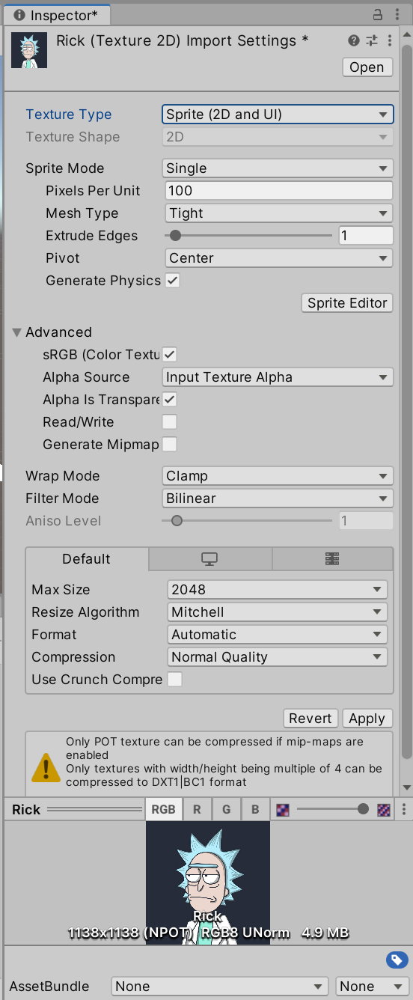 Inspector*
Rick (Texture 2D) Import Settings *
Open
Texture Type Sprite (2D and UI)
Texture Shape 2D
Sprite Mode Single
Pixels Per Unit 100
Mesh Type Tight
Extrude Edges 1
Pivot Center
Generate Physics
Sprite Editor
Advanced
sRGB (Color Textu
Alpha Source Input Texture Alpha
Alpha Is Transpare
Read/Write
Generate Mipmap
Wrap Mode Clamp
Filter Mode Bilinear
Aniso Level 1
Default
Max Size 2048
Resize Algorithm Mitchell
Format Automatic
Compression Normal Quality
Use Crunch Compre
Revert Apply
Only POT texture can be compressed if mip-maps are
enabled
Only textures with width/height being multiple of 4 can be
compressed to DXT1|BC1 format
Rick RGB R G B
Rick
1138x1138 (NPOT) RGB8 UNorm 4.9 MB
AssetBundle None None